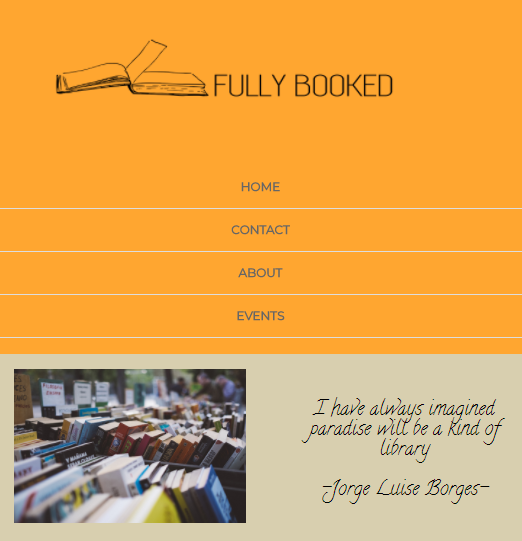 FULLY BOOKED
HOME
CONTACT
ABOUT
EVENTS
I have always imagined
paradise will be a kind of
library
-Jorge Luise Borges-